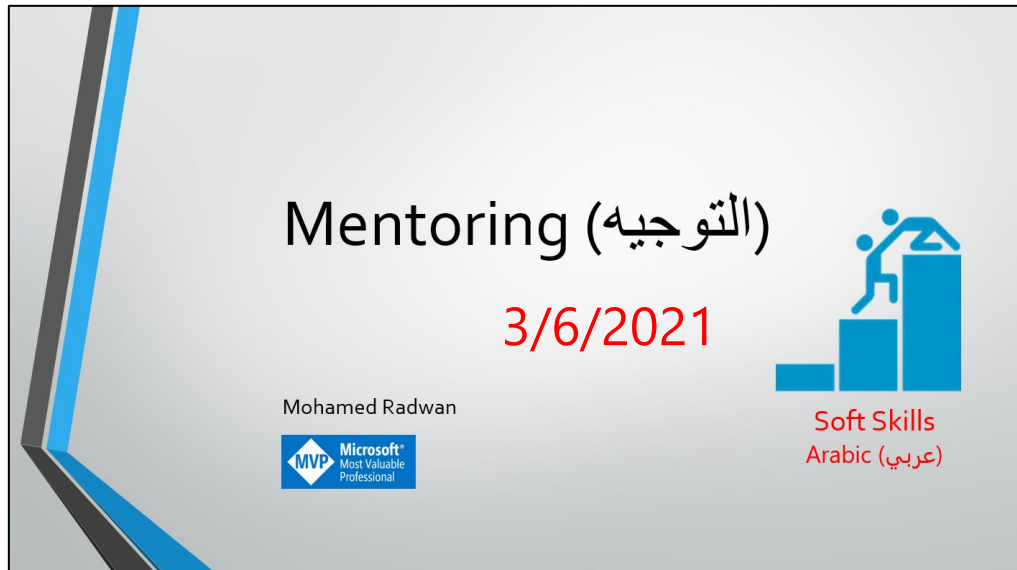 Mentoring (التوجيه)
3/6/2021
Mohamed Radwan
MVP
Microsoft®
Most Valuable
Professional
Soft Skills
Arabic (عربي)